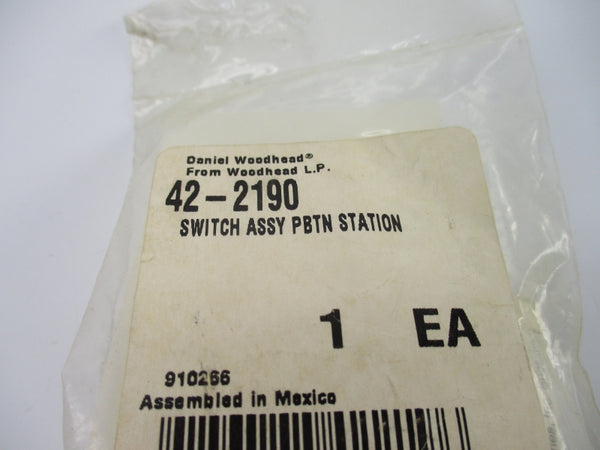 Daniel Woodhead®
From Woodhead L.P.
42-2190
SWITCH ASSY PBTN STATION
1 EA
910266
Assembled in Mexico